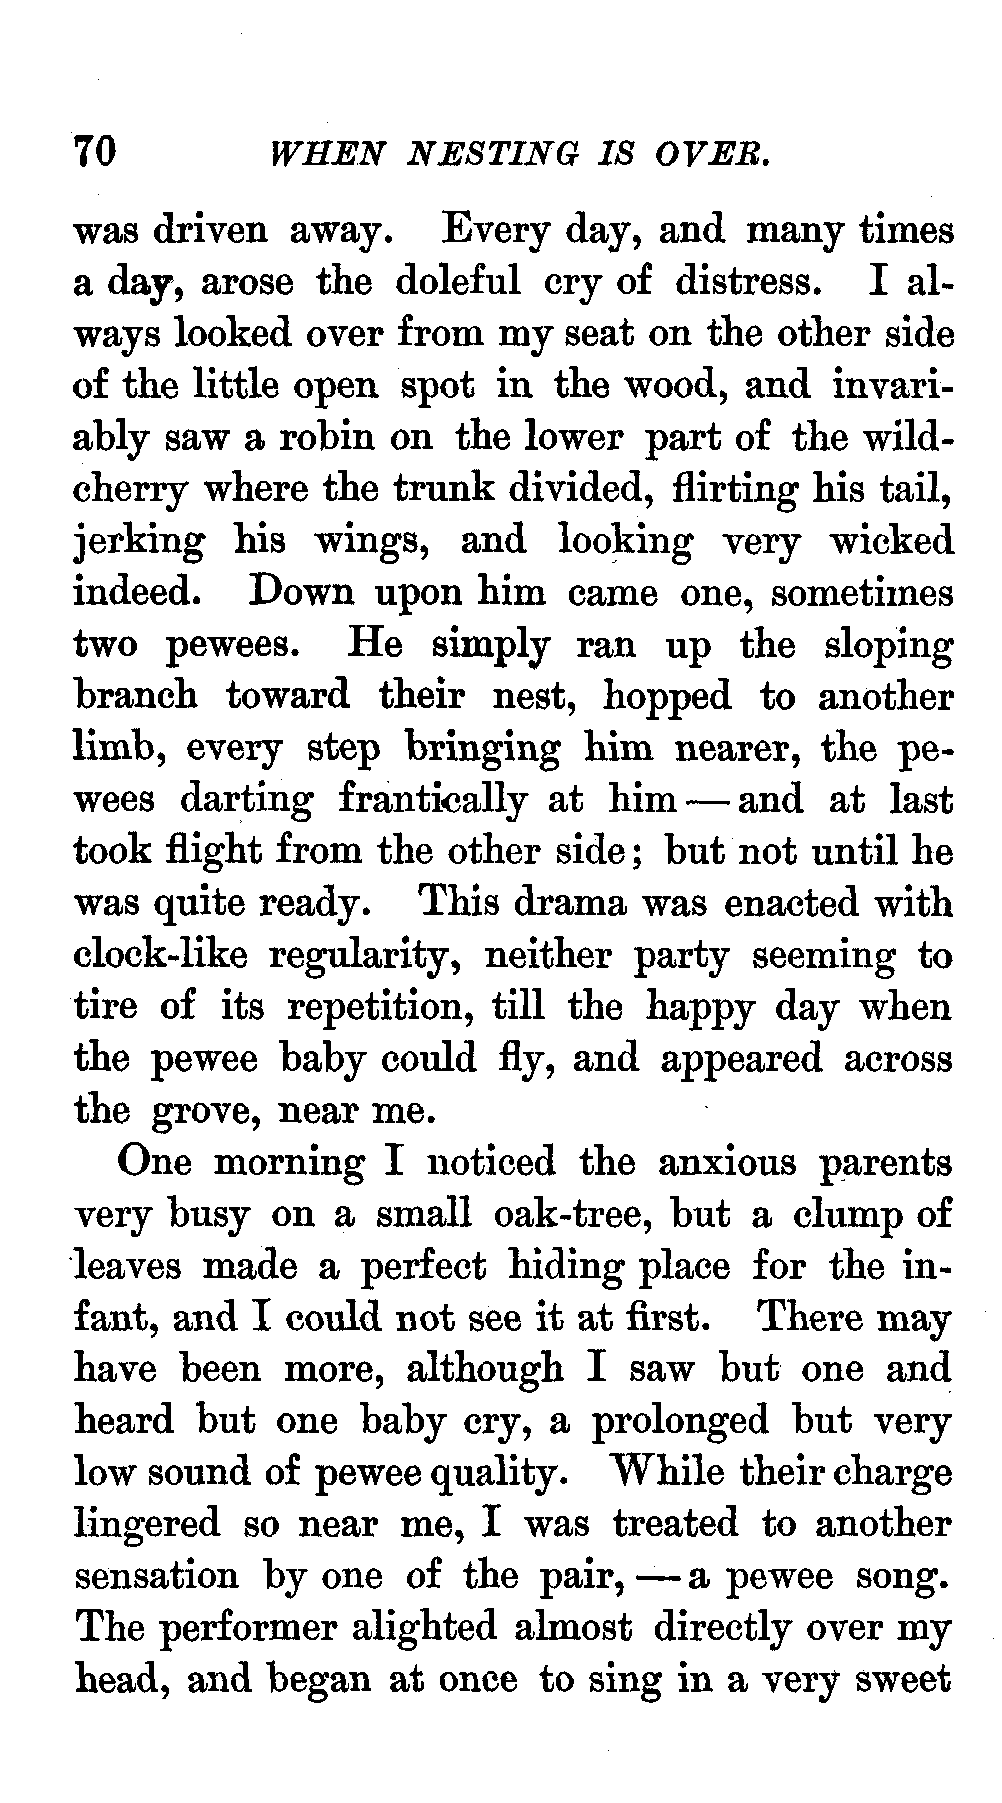 70 WHEN NESTING IS OVER.
was driven away. Every day, and many times
a day, arose the doleful cry of distress. I al-
ways looked over from my seat on the other side
of the little open spot in the wood, and invari-
ably saw a robin on the lower part of the wild-
cherry where the trunk divided, flirting his tail,
jerking his wings, and looking very wicked
indeed. Down upon him came one, sometimes
two pewees. He simply ran up the sloping
branch toward their nest, hopped to another
limb, every step bringing him nearer, the pe-
wees darting frantically at him — and at last
took flight from the other side; but not until he
was quite ready. This drama was enacted with
clock-like regularity, neither party seeming to
tire of its repetition, till the happy day when
the pewee baby could fly, and appeared across
the grove, near me.
One morning I noticed the anxious parents
very busy on a small oak-tree, but a clump of
leaves made a perfect hiding place for the in-
fant, and I could not see it at first. There may
have been more, although I saw but one and
heard but one baby cry, a prolonged but very
low sound of pewee quality. While their charge
lingered so near me, I was treated to another
sensation by one of the pair, — a pewee song.
The performer alighted almost directly over my
head, and began at once to sing in a very sweet